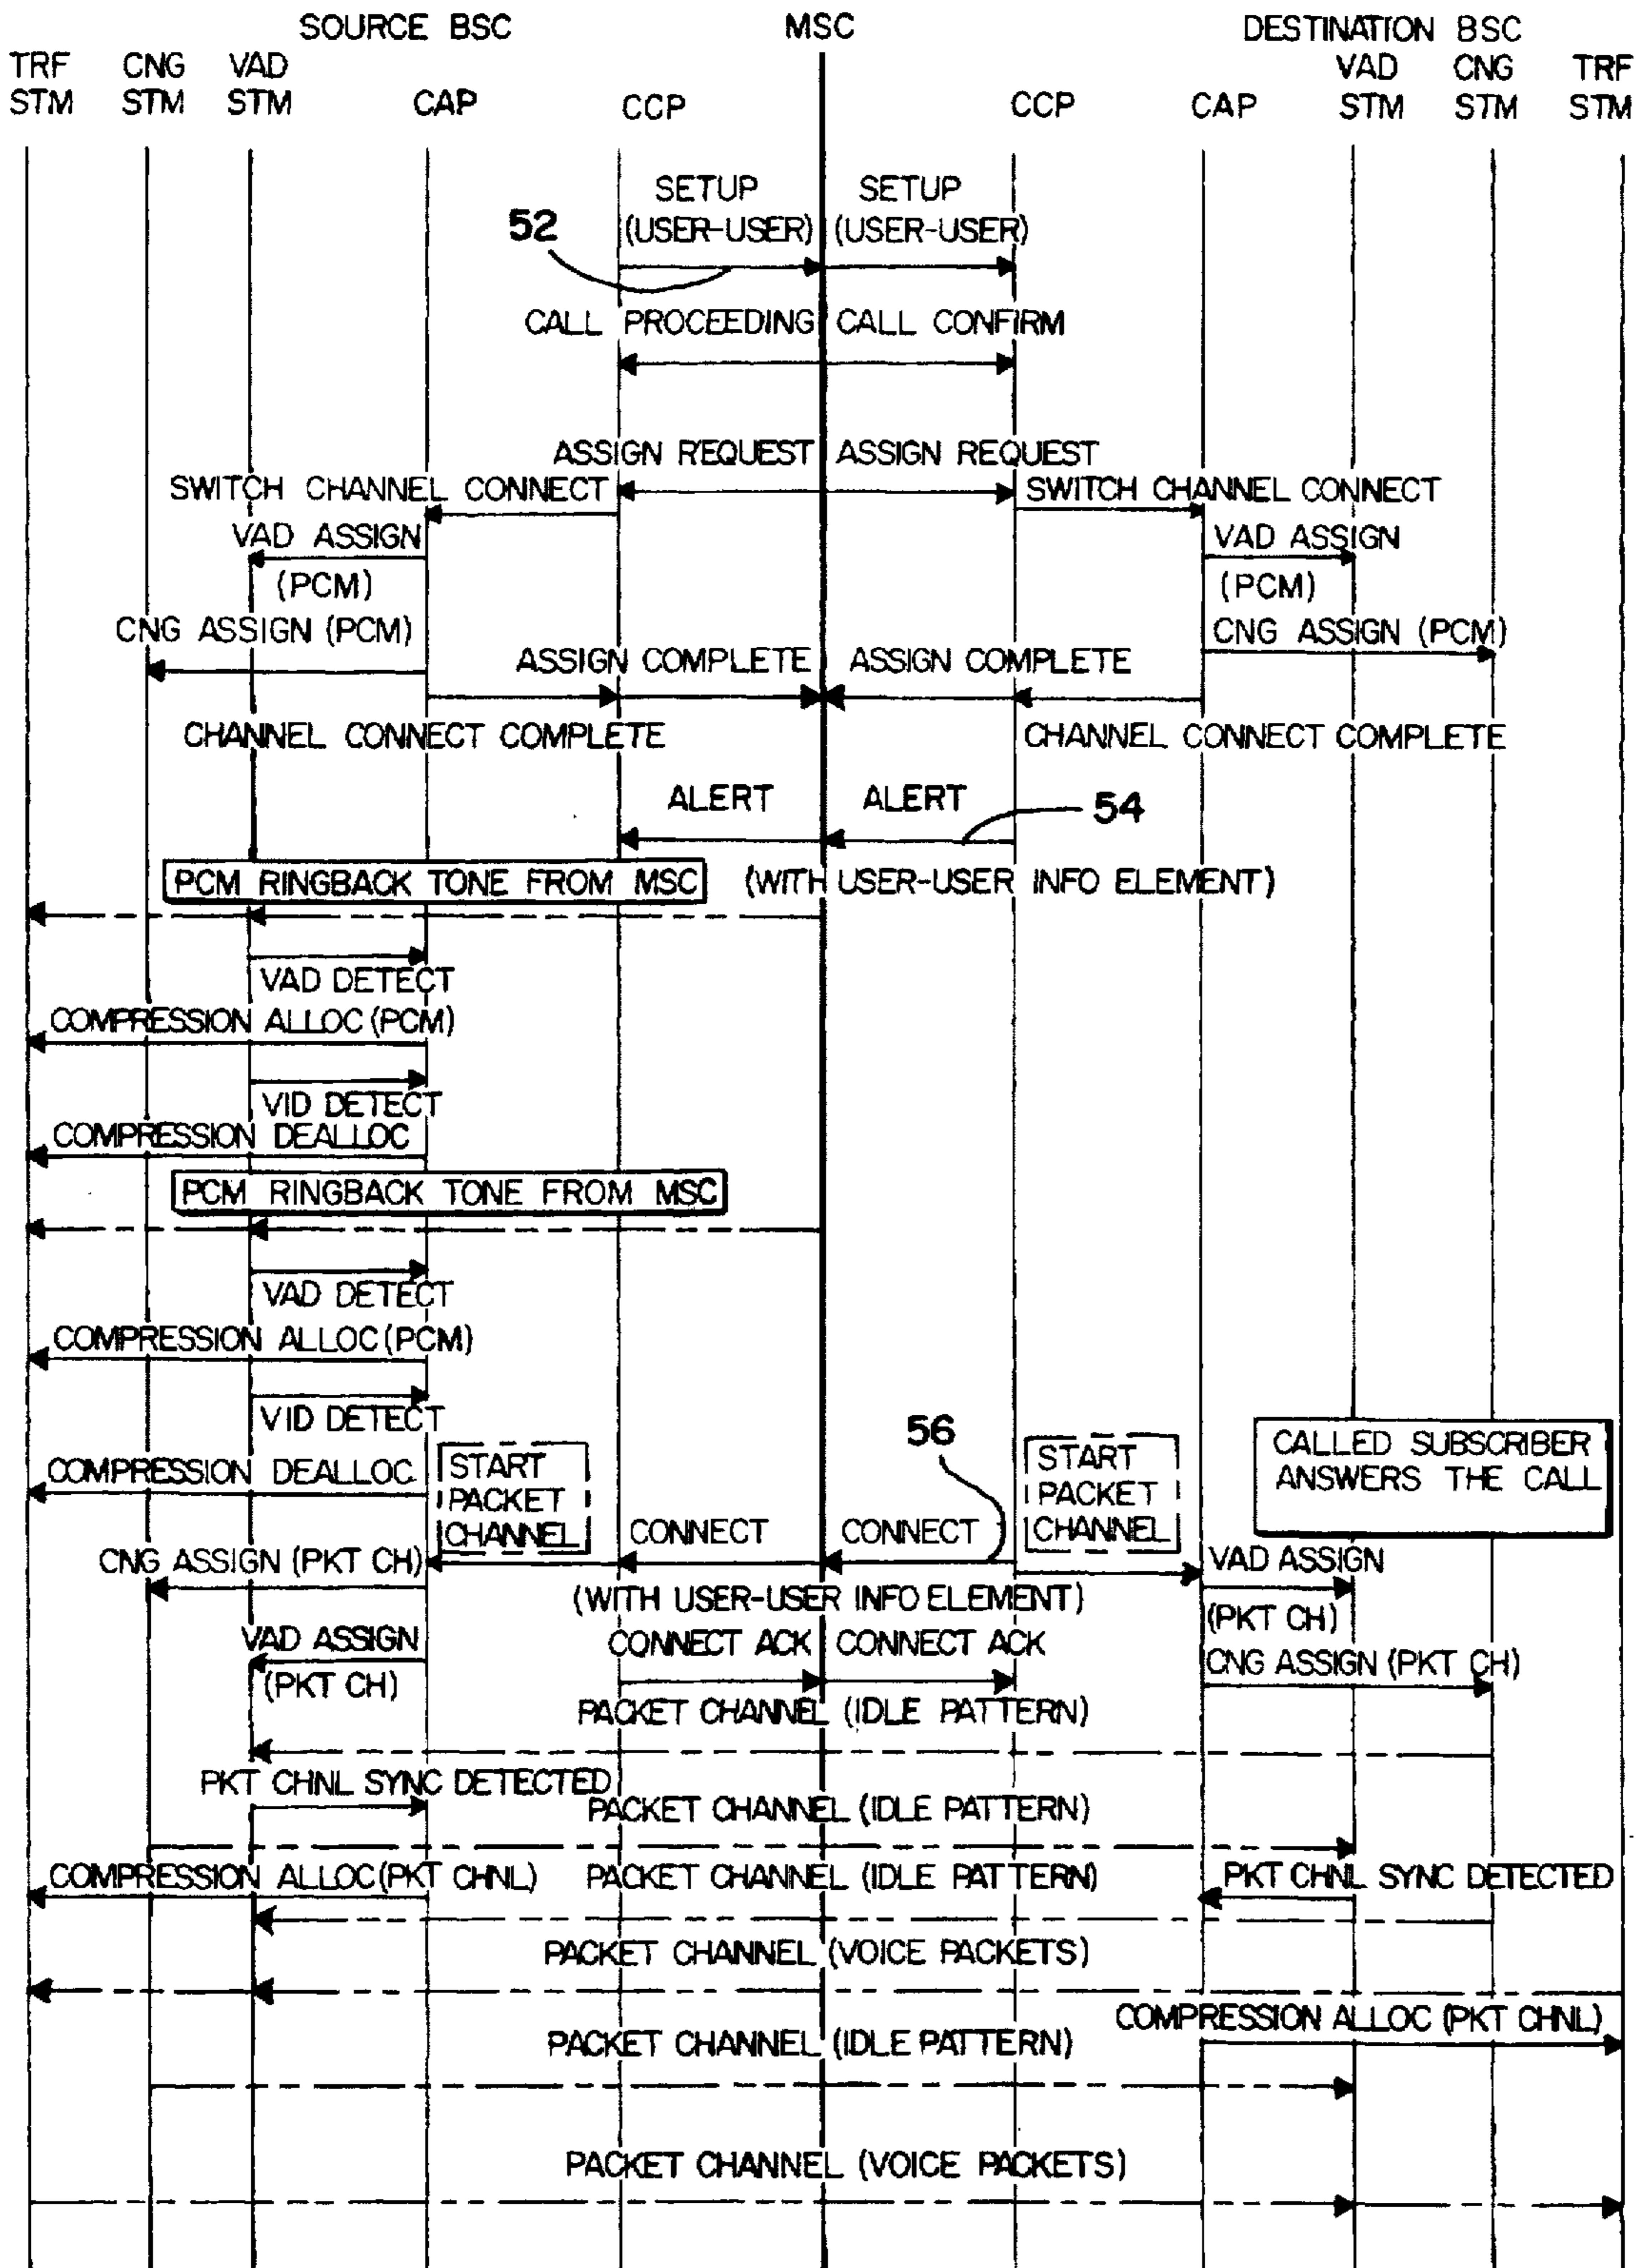 SOURCE BSC MSC DESTINATION BSC
TRF CNG VAD VAD CNG TRF
STM STM STM CAP CCP CCP CAP STM STM STM
SETUP SETUP
52 (USER-USER) (USER-USER)
CALL PROCEEDING CALL CONFIRM
ASSIGN REQUEST ASSIGN REQUEST
SWITCH CHANNEL CONNECT SWITCH CHANNEL CONNECT
VAD ASSIGN VAD ASSIGN
(PCM) (PCM)
CNG ASSIGN (PCM) CNG ASSIGN (PCM)
ASSIGN COMPLETE ASSIGN COMPLETE
CHANNEL CONNECT COMPLETE CHANNEL CONNECT COMPLETE
ALERT ALERT 54
PCM RINGBACK TONE FROM MSC (WITH USER-USER INFO ELEMENT)
VAD DETECT
COMPRESSION ALLOC (PCM)
VID DETECT
COMPRESSION DEALLOC
PCM RINGBACK TONE FROM MSC
VAD DETECT
COMPRESSION ALLOC (PCM)
VID DETECT
56
CALLED SUBSCRIBER
ANSWERS THE CALL
COMPRESSION DEALLOC
START
PACKET
CHANNEL
START
PACKET
CHANNEL
CONNECT CONNECT
CNG ASSIGN (PKT CH) VAD ASSIGN
(WITH USER-USER INFO ELEMENT) (PKT CH)
VAD ASSIGN CONNECT ACK CONNECT ACK
(PKT CH) CNG ASSIGN (PKT CH)
PACKET CHANNEL (IDLE PATTERN)
PKT CHNL SYNC DETECTED
PACKET CHANNEL (IDLE PATTERN)
COMPRESSION ALLOC (PKT CHNL) PACKET CHANNEL (IDLE PATTERN) PKT CHNL SYNC DETECTED
PACKET CHANNEL (VOICE PACKETS)
COMPRESSION ALLOC (PKT CHNL)
PACKET CHANNEL (IDLE PATTERN)
PACKET CHANNEL (VOICE PACKETS)